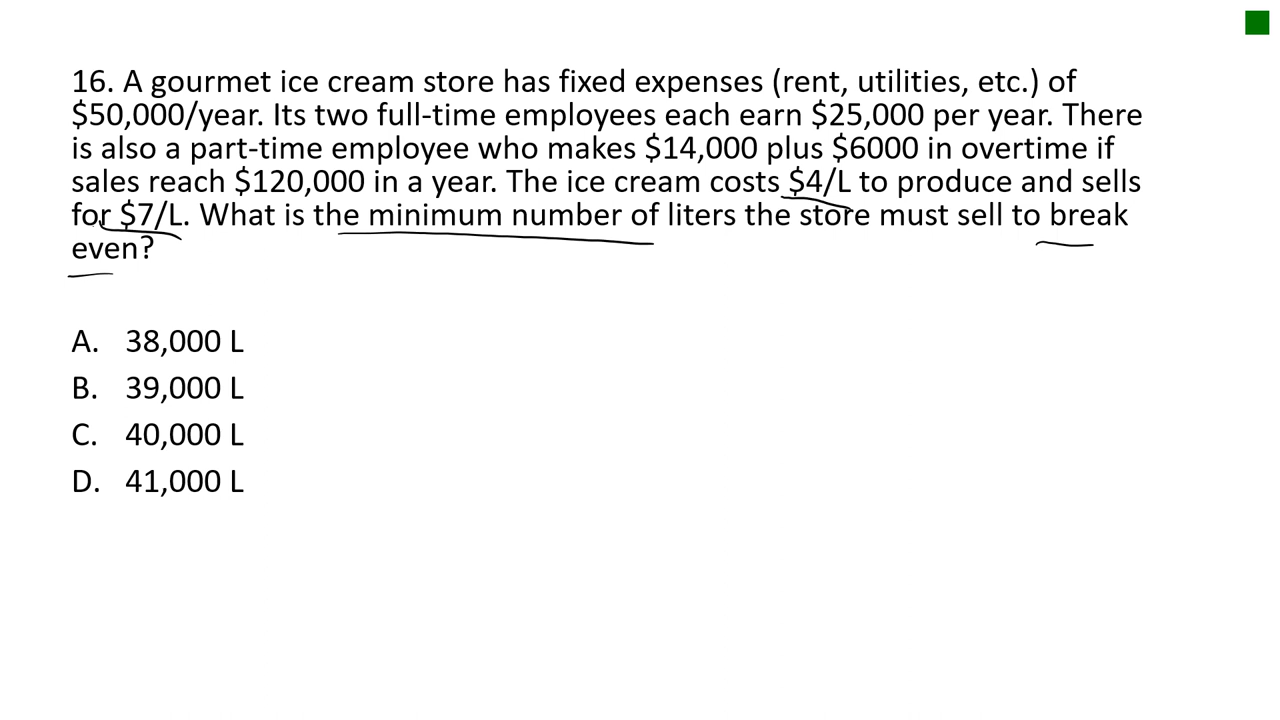 16. A gourmet ice cream store has fixed expenses (rent, utilities, etc.) of
$50,000/year. Its two full-time employees each earn $25,000 per year. There
is also a part-time employee who makes $14,000 plus $6000 in overtime if
sales reach $120,000 in a year. The ice cream costs $4/L to produce and sells
for $7/L. What is the minimum number of liters the store must sell to break
even?
A. 38,000 L
B. 39,000 L
C. 40,000 L
D. 41,000 L